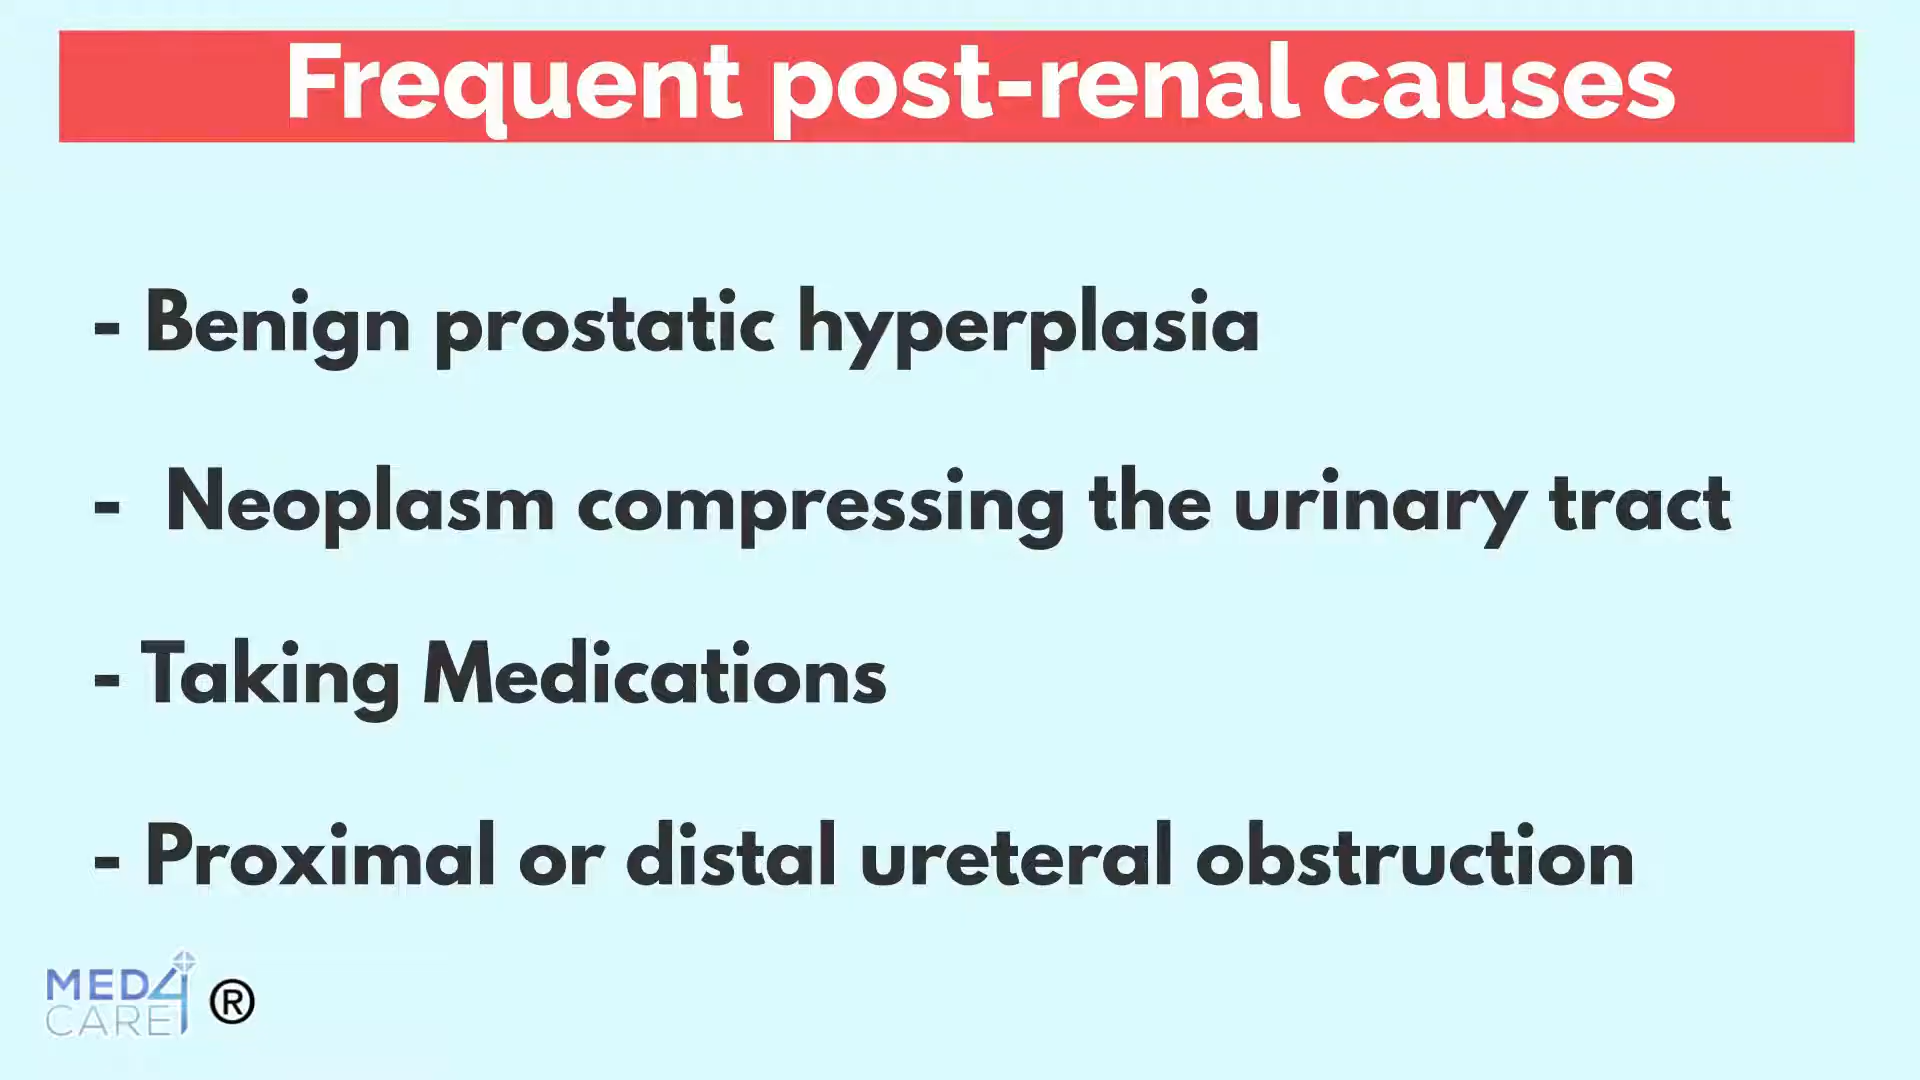 Frequent post-renal causes
- Benign prostatic hyperplasia
- Neoplasm compressing the urinary tract
- Taking Medications
- Proximal or distal ureteral obstruction
MED4
CARE ®